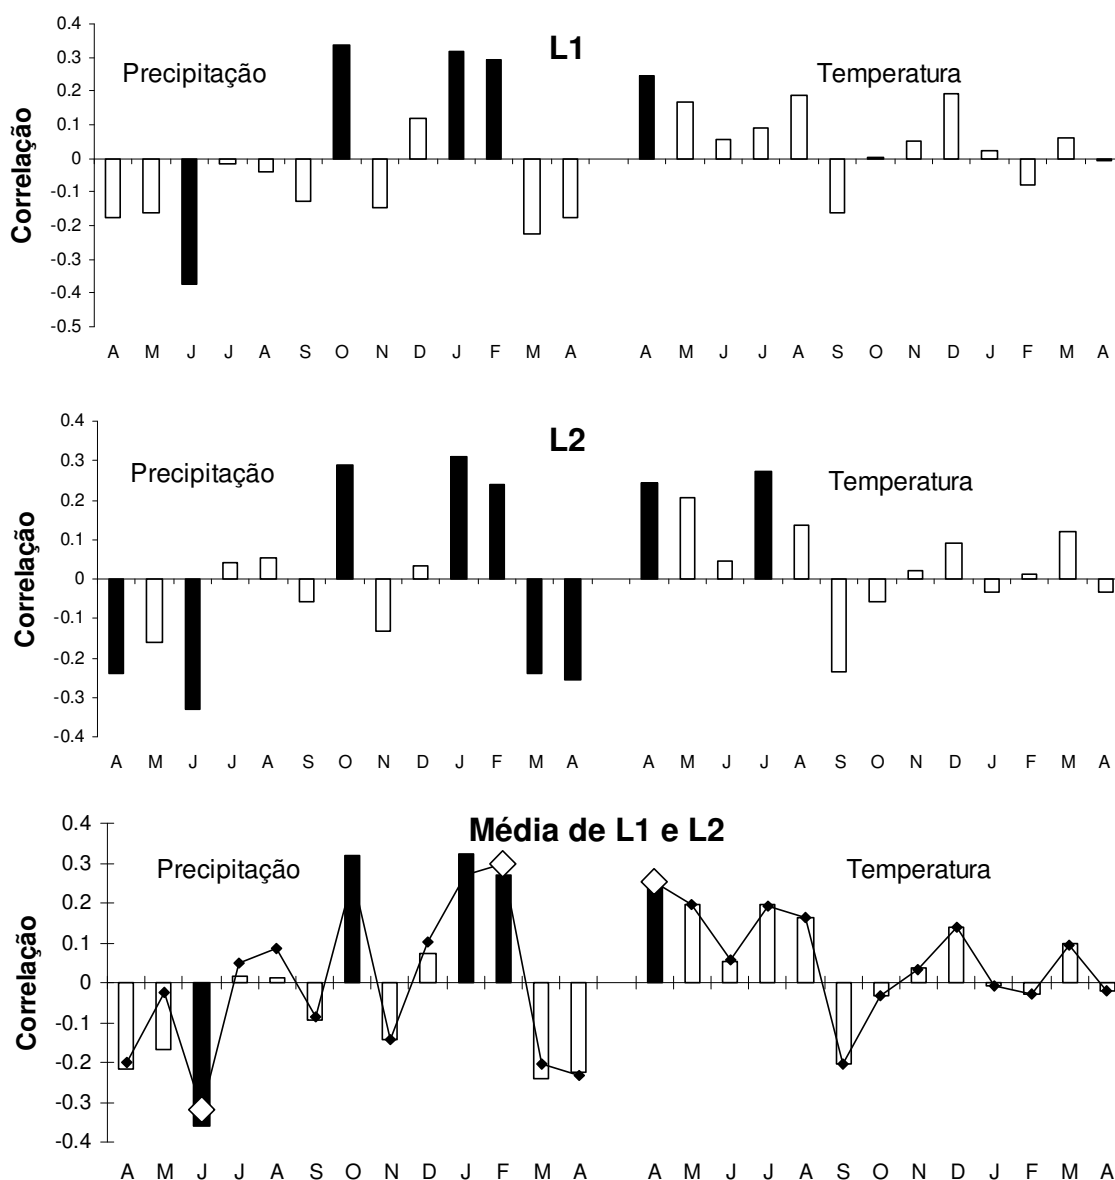 L1
Precipitação
Temperatura
Correlação
0.4
0.3
0.2
0.1
0
-0.1
-0.2
-0.3
-0.4
-0.5
A M J J A S O N D J F M A A M J J A S O N D J F M A
L2
Precipitação
Temperatura
Correlação
0.4
0.3
0.2
0.1
0
-0.1
-0.2
-0.3
-0.4
A M J J A S O N D J F M A A M J J A S O N D J F M A
Média de L1 e L2
Precipitação
Temperatura
Correlação
0.4
0.3
0.2
0.1
0
-0.1
-0.2
-0.3
-0.4
A M J J A S O N D J F M A A M J J A S O N D J F M A